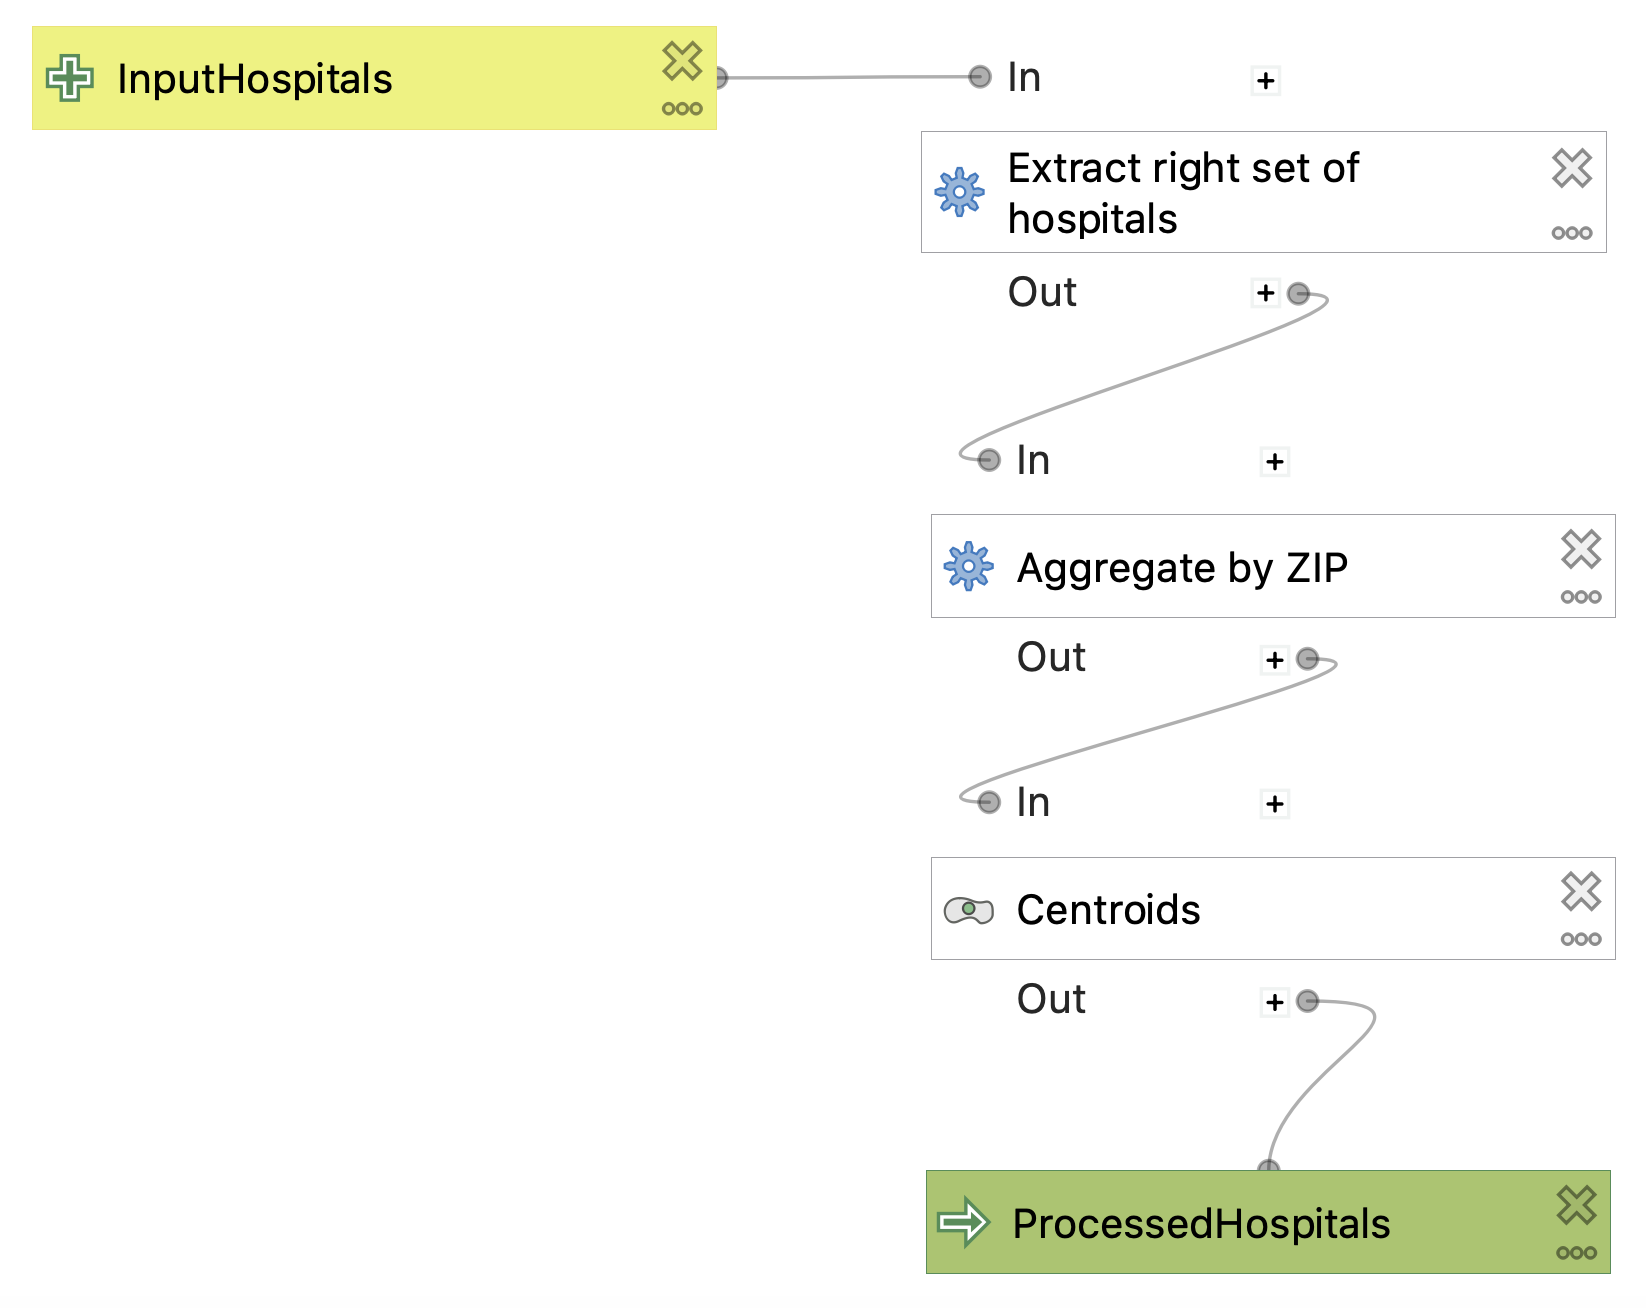 InputHospitals
In
Extract right set of
hospitals
Out
In
Aggregate by ZIP
Out
In
Centroids
Out
ProcessedHospitals